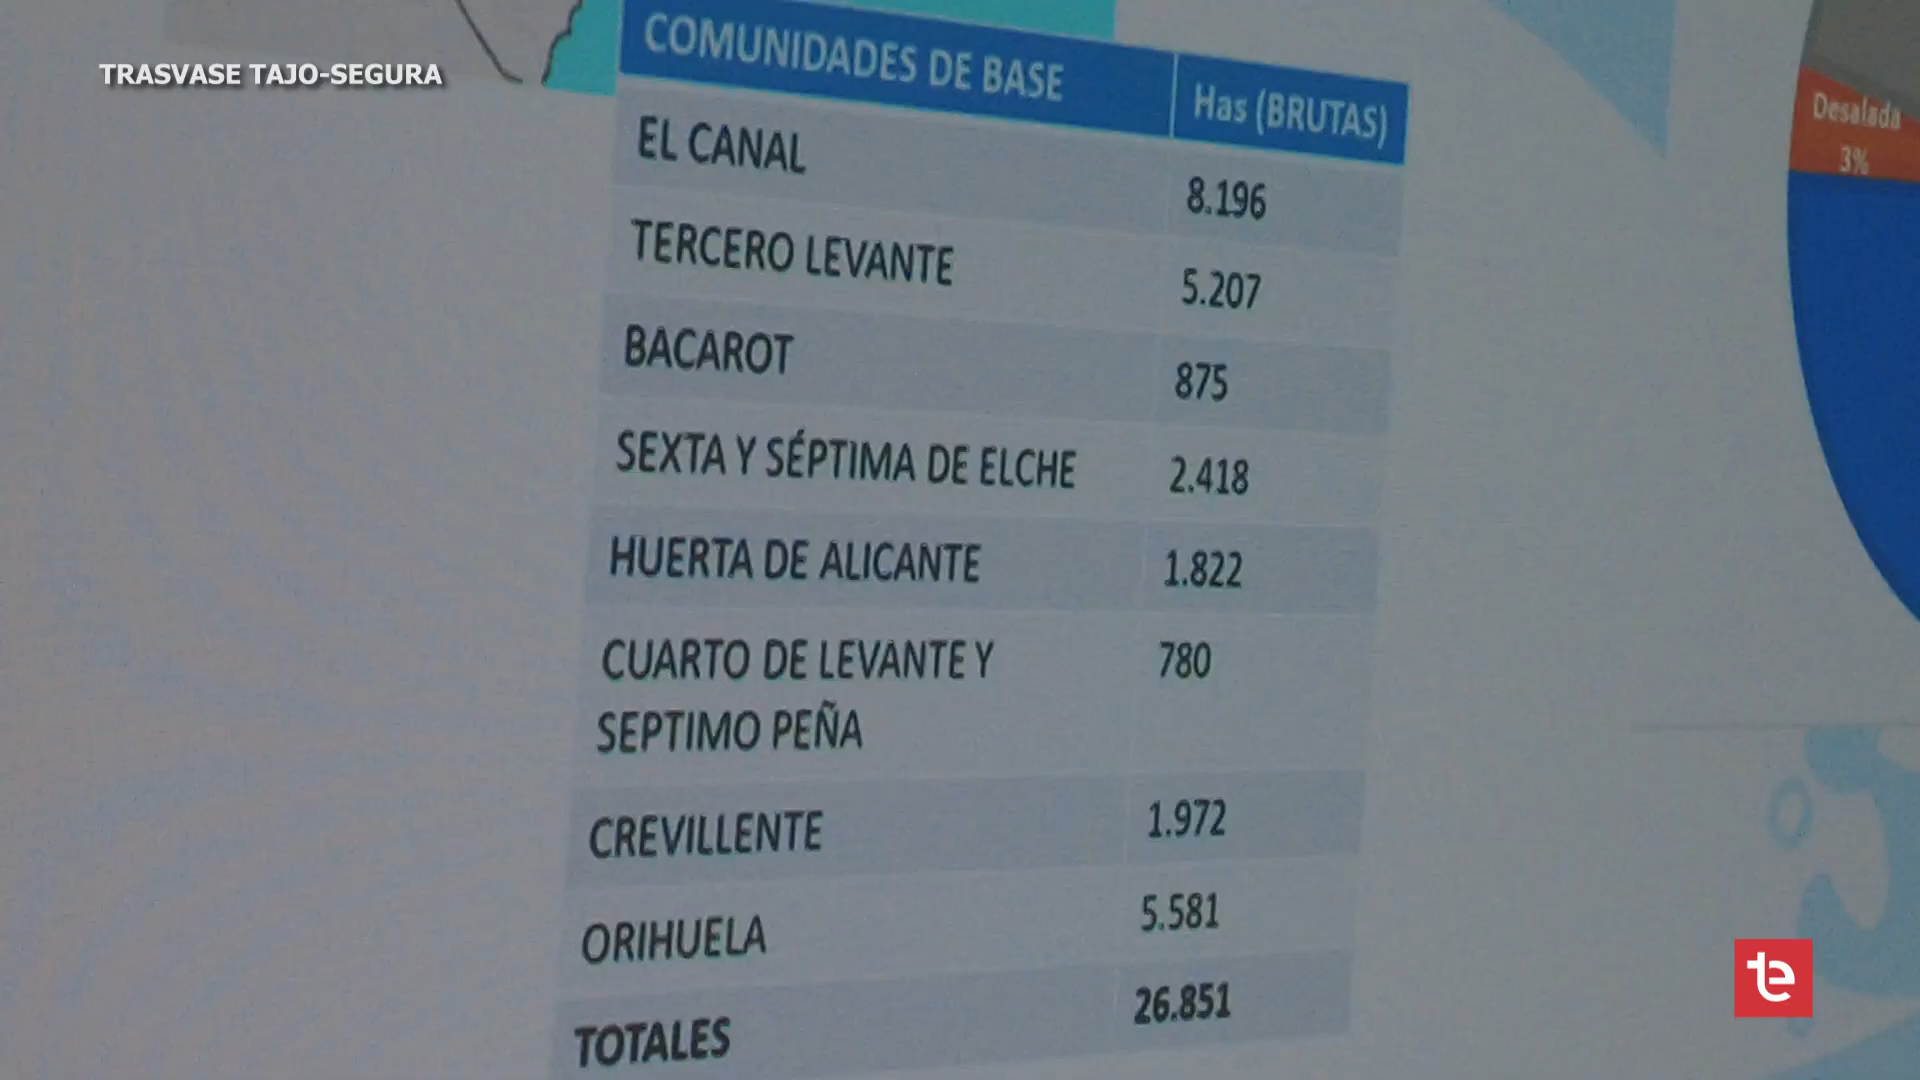 TRASVASE TAJO-SEGURA
COMUNIDADES DE BASE
Has (BRUTAS)
EL CANAL
8.196
TERCERO LEVANTE
5.207
BACAROT
875
SEXTA Y SÉPTIMA DE ELCHE
2.418
HUERTA DE ALICANTE
1.822
CUARTO DE LEVANTE Y
780
SEPTIMO PEÑA
CREVILLENTE
1.972
ORIHUELA
5.581
TOTALES
26.851
Desalada
3%
te